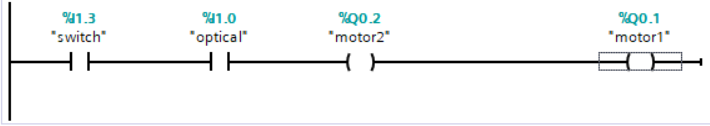 %I1.3 %I1.0 %Q0.2 %Q0.1
"switch" "optical" "motor2" "motor1"